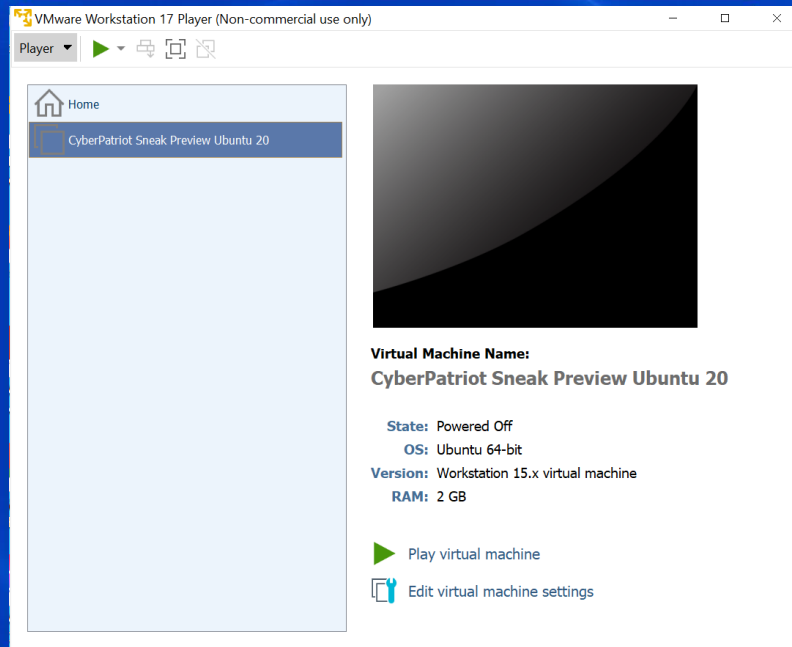 VMware Workstation 17 Player (Non-commercial use only)
Player
Home
CyberPatriot Sneak Preview Ubuntu 20
Virtual Machine Name:
CyberPatriot Sneak Preview Ubuntu 20
State: Powered Off
OS: Ubuntu 64-bit
Version: Workstation 15.x virtual machine
RAM: 2 GB
Play virtual machine
Edit virtual machine settings